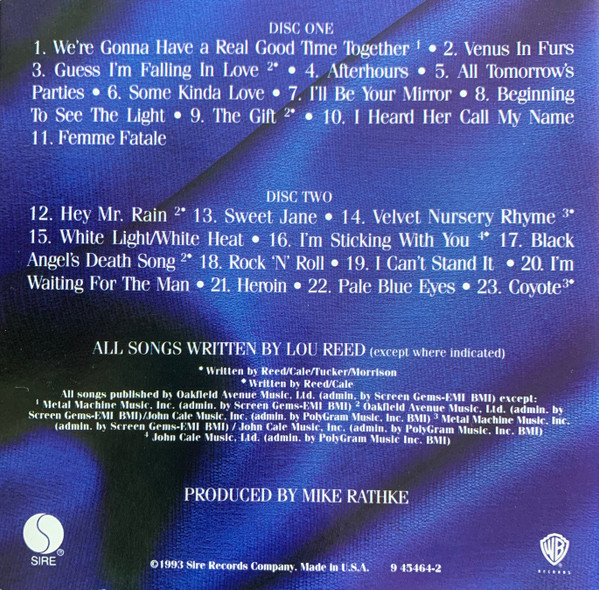 DISC ONE
1. We're Gonna Have a Real Good Time Together ¹ • 2. Venus In Furs
3. Guess I'm Falling In Love ²• • 4. Afterhours • 5. All Tomorrow's
Parties • 6. Some Kinda Love • 7. I'll Be Your Mirror • 8. Beginning
To See The Light • 9. The Gift ²• • 10. I Heard Her Call My Name
11. Femme Fatale
DISC TWO
12. Hey Mr. Rain ²• 13. Sweet Jane • 14. Velvet Nursery Rhyme ³•
15. White Light/White Heat • 16. I'm Sticking With You ⁴♦ 17. Black
Angel's Death Song ²• 18. Rock 'N' Roll • 19. I Can't Stand It • 20. I'm
Waiting For The Man • 21. Heroin • 22. Pale Blue Eyes • 23. Coyote³♦
ALL SONGS WRITTEN BY LOU REED (except where indicated)
• Written by Reed/Cale/Tucker/Morrison
♦ Written by Reed/Cale
All songs published by Oakfield Avenue Music, Ltd. (admin. by Screen Gems-EMI BMI) except:
¹ Metal Machine Music, Inc. (admin. by Screen Gems-EMI BMI) ² Oakfield Avenue Music, Ltd. (admin. by
Screen Gems-EMI BMI)/John Cale Music, Inc. (admin. by PolyGram Music Inc. BMI) ³ Metal Machine Music, Inc.
(admin. by Screen Gems-EMI BMI) / John Cale Music, Inc. (admin. by PolyGram Music, Inc. BMI)
⁴ John Cale Music, Ltd. (admin. by PolyGram Music Inc. BMI)
PRODUCED BY MIKE RATHKE
S
SIRE ®
WB
RECORDS
©1993 Sire Records Company. Made in U.S.A. 9 45464-2